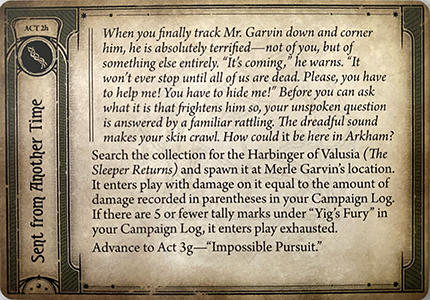 ACT 2h
Sent from Another Time
When you finally track Mr. Garvin down and corner
him, he is absolutely terrified—not of you, but of
something else entirely. “It’s coming,” he warns. “It
won’t ever stop until all of us are dead. Please, you have
to help me! You have to hide me!” Before you can ask
what it is that frightens him so, your unspoken question
is answered by a familiar rattling. The dreadful sound
makes your skin crawl. How could it be here in Arkham?
Search the collection for the Harbinger of Valusia (The
Sleeper Returns) and spawn it at Merle Garvin’s location.
It enters play with damage on it equal to the amount of
damage recorded in parentheses in your Campaign Log.
If there are 5 or fewer tally marks under “Yig’s Fury” in
your Campaign Log, it enters play exhausted.
Advance to Act 3g—“Impossible Pursuit.”